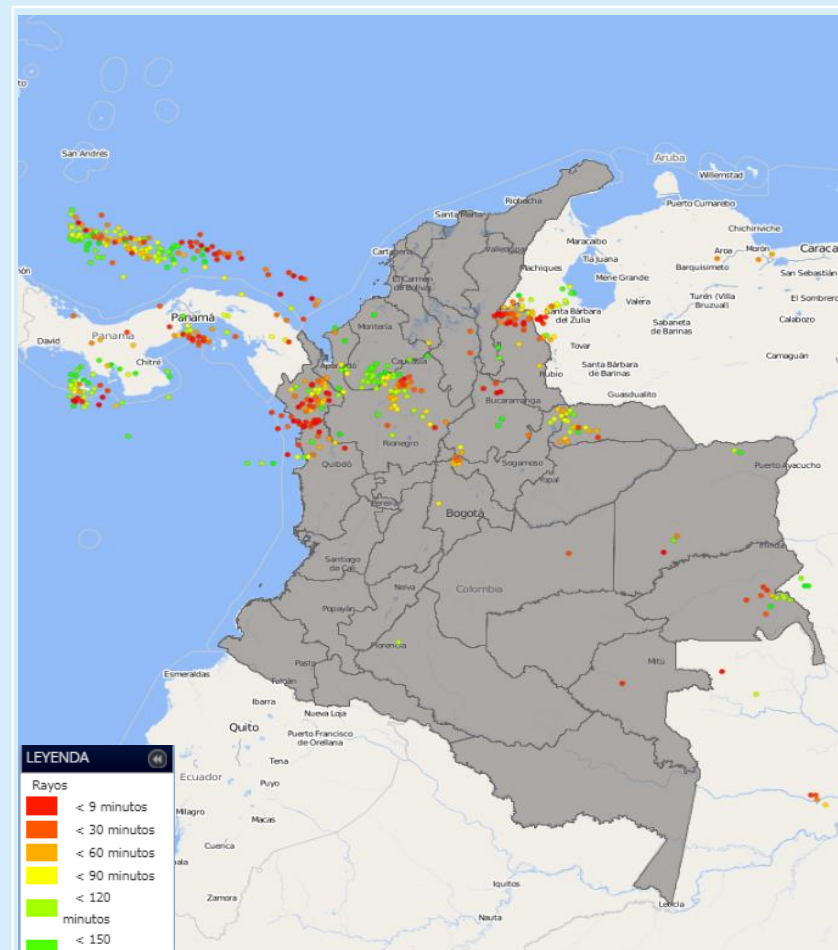 San Andrés
Aruba
Willemstad
Riohacha
Puerto Cumarebo
Santa Marta
Chichiriviche
Maracaibo
Aroa
Morón
Caraca
Cartagena
Valledupar
Tía Juana
Machiques
Mene Grande
Barquisimeto
San Sebastián
El Carmen
de Bolívar
Valera
Turén (Villa
Bruzual)
El Sombrero
Santa Bárbara
del Zulia
Panamá
Montería
Sabaneta
de Barinas
Calabozo
David
Panamá
Tovar
Chitré
Caucasia
Camaguán
Apartadó
Rubio
Santa Bárbara
de Barinas
Guasdualito
Bucaramanga
Rionegro
Quibdó
Sogamoso
Puerto Ayacucho
Yopal
Pereira
Bogotá
Inírida
Santiago
de Cali
Neiva
Colombia
Popayán
Florencia
Mitú
Pasto
Esmeraldas
Tulcán
Ibarra
Nueva Loja
Quito
Puerto Francisco
de Orellana
Tena
Ecuador
Puyo
Milagro
Macas
Cuenca
Zamora
Iquitos
Nauta
Leticia
LEYENDA
Rayos
< 9 minutos
< 30 minutos
< 60 minutos
< 90 minutos
< 120
minutos
< 150